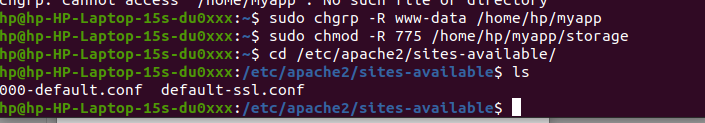 chgrp: cannot access '/home/Myapp': No such file or directory
hp@hp-HP-Laptop-15s-du0xxx:~$ sudo chgrp -R www-data /home/hp/myapp
hp@hp-HP-Laptop-15s-du0xxx:~$ sudo chmod -R 775 /home/hp/myapp/storage
hp@hp-HP-Laptop-15s-du0xxx:~$ cd /etc/apache2/sites-available/
hp@hp-HP-Laptop-15s-du0xxx:/etc/apache2/sites-available$ ls
000-default.conf  default-ssl.conf
hp@hp-HP-Laptop-15s-du0xxx:/etc/apache2/sites-available$